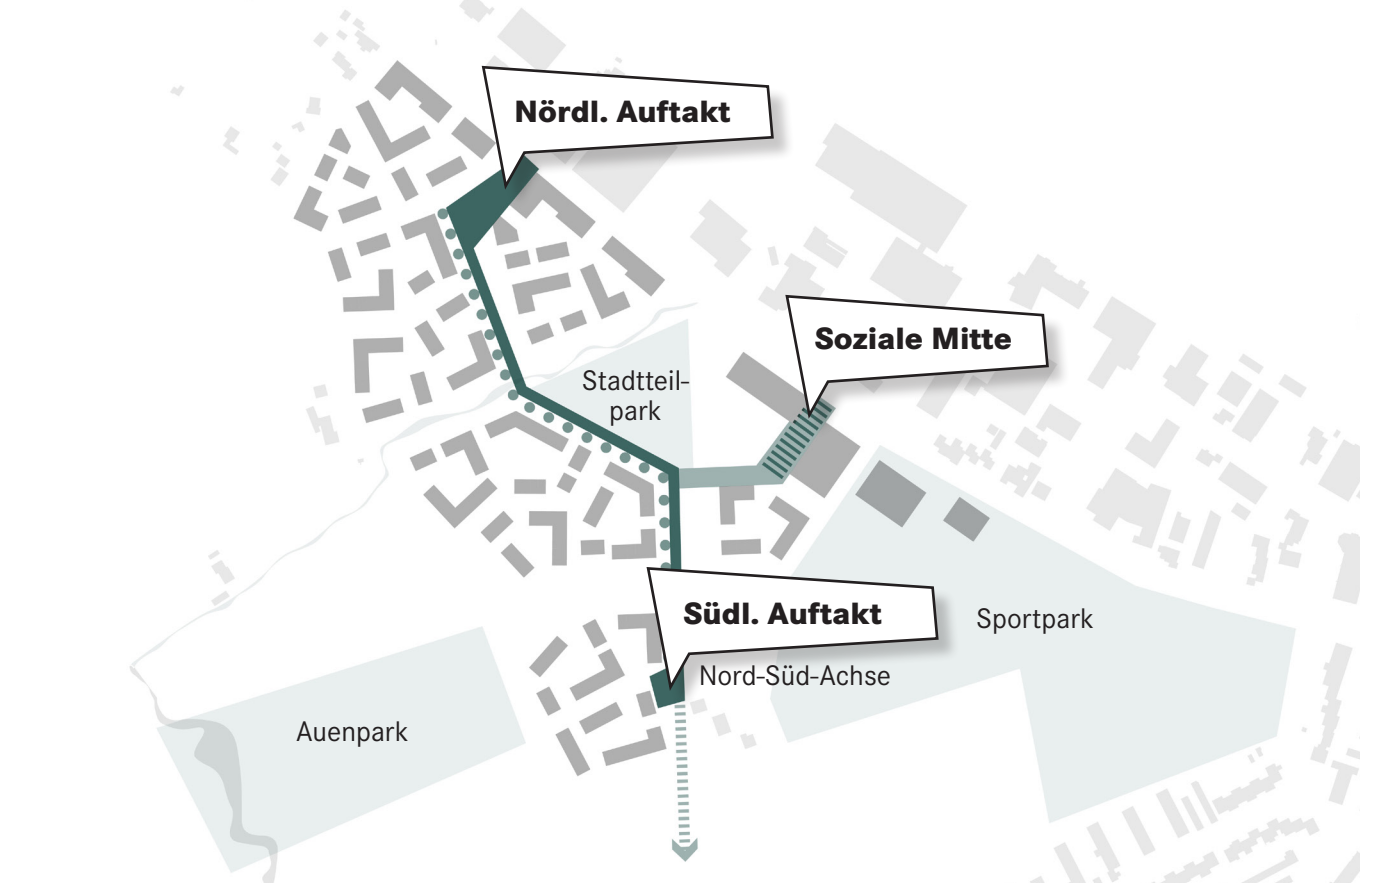 Nördl. Auftakt
Soziale Mitte
Stadtteil-
park
Südl. Auftakt
Sportpark
Nord-Süd-Achse
Auenpark